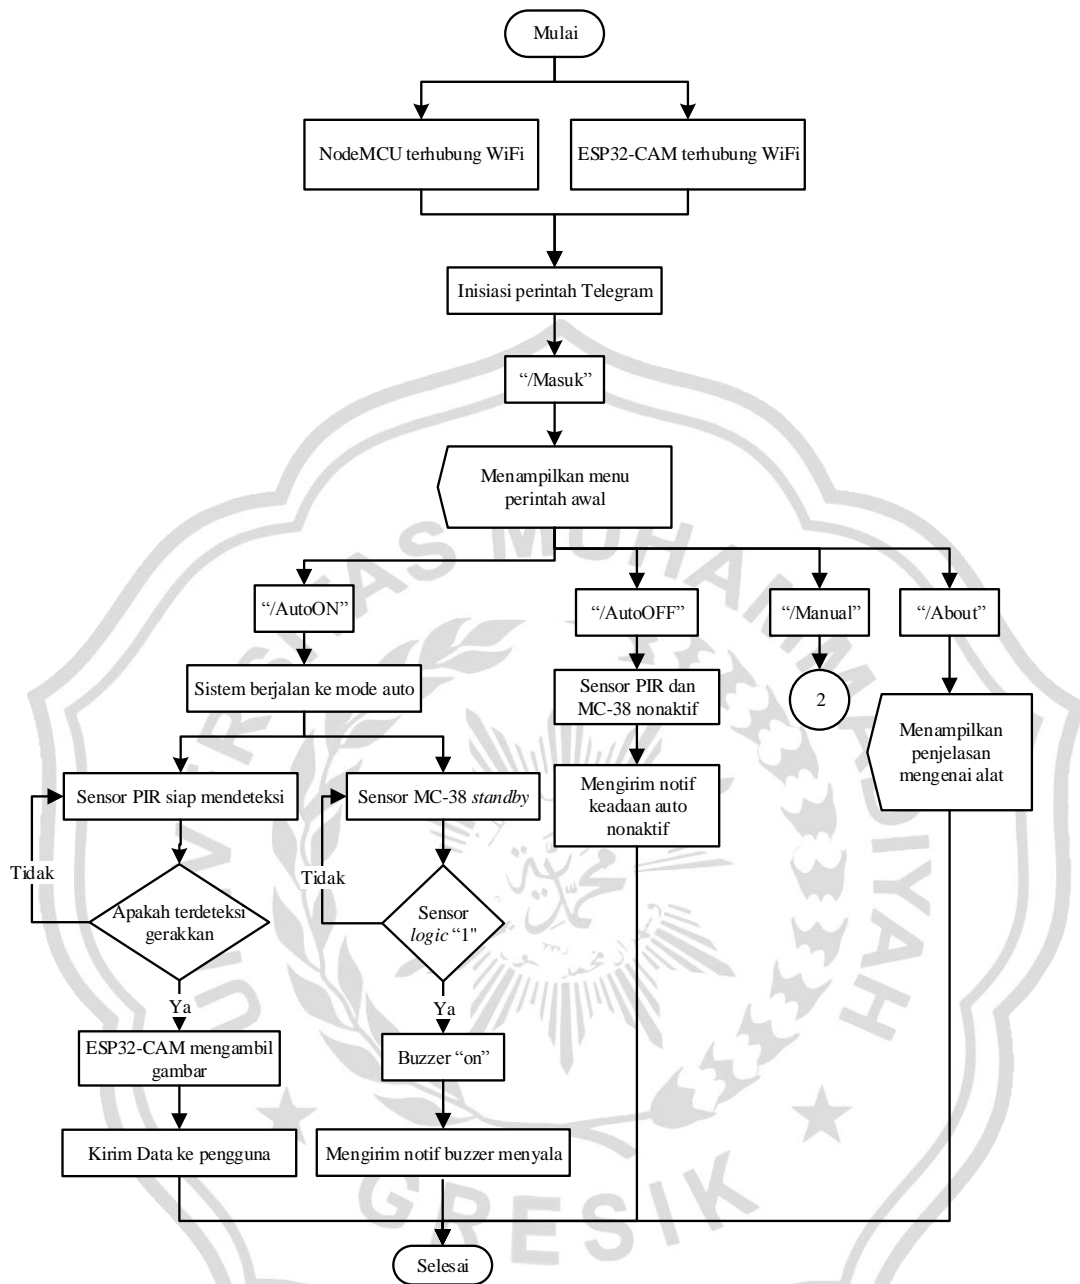 Mulai
NodeMCU terhubung WiFi
ESP32-CAM terhubung WiFi
Inisiasi perintah Telegram
“/Masuk”
Menampilkan menu
perintah awal
“/AutoON”
“/AutoOFF”
“/Manual”
“/About”
Sistem berjalan ke mode auto
Sensor PIR dan
MC-38 nonaktif
2
Menampilkan
penjelasan
mengenai alat
Sensor PIR siap mendeteksi
Sensor MC-38 standby
Mengirim notif
keadaan auto
nonaktif
Tidak
Tidak
Apakah terdeteksi
gerakkan
Sensor
logic “1"
Ya
Ya
ESP32-CAM mengambil
gambar
Buzzer “on”
Kirim Data ke pengguna
Mengirim notif buzzer menyala
Selesai
UNIVERSITAS MUHAMMADIYAH
GRESIK